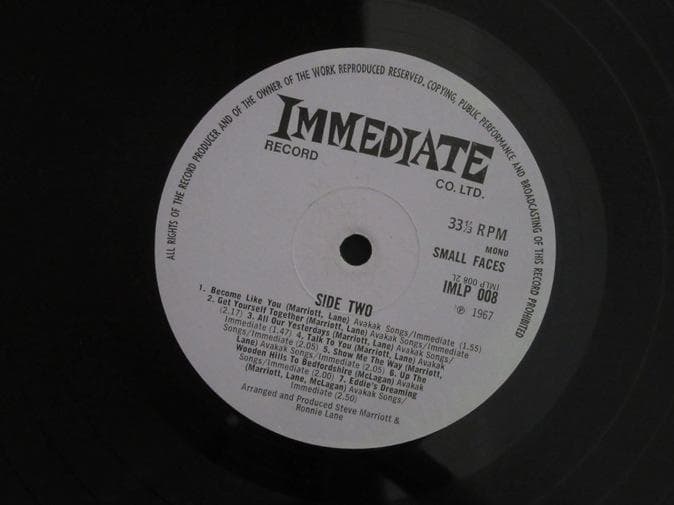 ALL RIGHTS OF THE RECORD PRODUCER AND OF THE OWNER OF THE WORK REPRODUCED RESERVED. COPYING, PUBLIC PERFORMANCE AND BROADCASTING OF THIS RECORD PROHIBITED
IMMEDIATE
RECORD
CO. LTD.
33⅓ RPM
MONO
SMALL FACES
IMLP 008 2L
IMLP 008
℗ 1967
SIDE TWO
1. Become Like You (Marriott, Lane) Avakak Songs/Immediate (1.55)
2. Get Yourself Together (Marriott, Lane) Avakak Songs/Immediate
(2.17) 3. All Our Yesterdays (Marriott, Lane) Avakak Songs/
Immediate (1.47) 4. Talk To You (Marriott, Lane) Avakak
Songs/Immediate (2.05) 5. Show Me The Way (Marriott,
Lane) Avakak Songs/Immediate (2.05) 6. Up The
Wooden Hills To Bedfordshire (McLagan) Avakak
Songs/Immediate (2.00) 7. Eddie's Dreaming
(Marriott, Lane, McLagan) Avakak Songs/
Immediate (2.50)
Arranged and Produced Steve Marriott &
Ronnie Lane